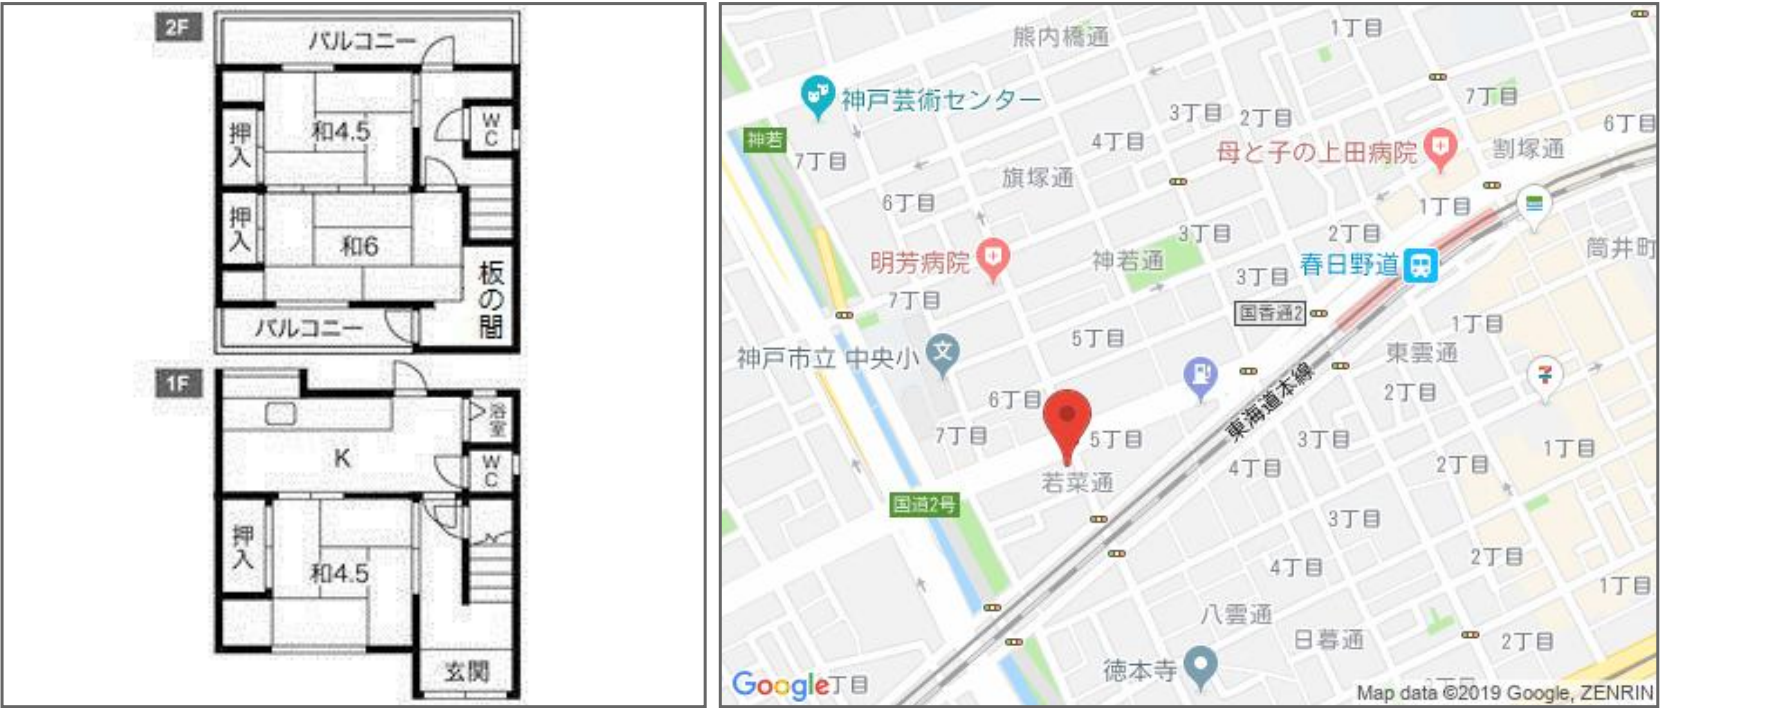 2F
バルコニー
和4.5
押入
WC
押入
和6
板の間
バルコニー
1F
浴室
K
WC
押入
和4.5
玄関
熊内橋通
1丁目
神戸芸術センター
7丁目
3丁目
2丁目
6丁目
神若
4丁目
母と子の上田病院
割塚通
7丁目
旗塚通
6丁目
1丁目
3丁目
2丁目
筒井町
明芳病院
神若通
3丁目
春日野道
7丁目
国香通2
5丁目
1丁目
神戸市立 中央小
文
東雲通
6丁目
2丁目
東海道本線
7丁目
5丁目
3丁目
1丁目
若菜通
4丁目
2丁目
国道2号
3丁目
4丁目
2丁目
1丁目
八雲通
日暮通
2丁目
徳本寺
Google
丁目
Map data ©2019 Google, ZENRIN